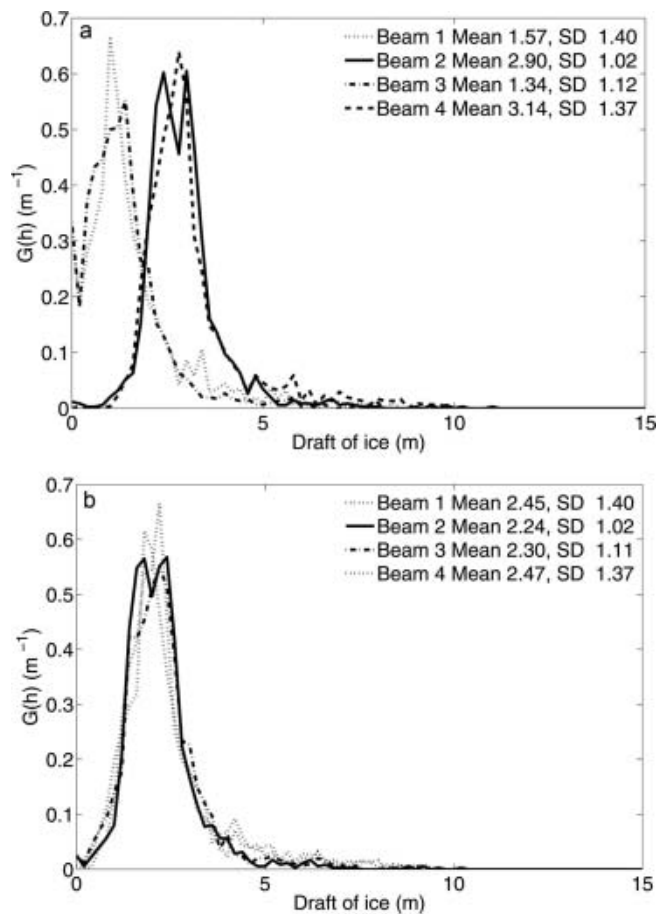 a
0.7
0.6
0.5
0.4
0.3
0.2
0.1
0
G(h) (m⁻¹)
Beam 1 Mean 1.57, SD 1.40
Beam 2 Mean 2.90, SD 1.02
Beam 3 Mean 1.34, SD 1.12
Beam 4 Mean 3.14, SD 1.37
0 5 10 15
Draft of ice (m)
b
0.7
0.6
0.5
0.4
0.3
0.2
0.1
0
G(h) (m⁻¹)
Beam 1 Mean 2.45, SD 1.40
Beam 2 Mean 2.24, SD 1.02
Beam 3 Mean 2.30, SD 1.11
Beam 4 Mean 2.47, SD 1.37
0 5 10 15
Draft of ice (m)